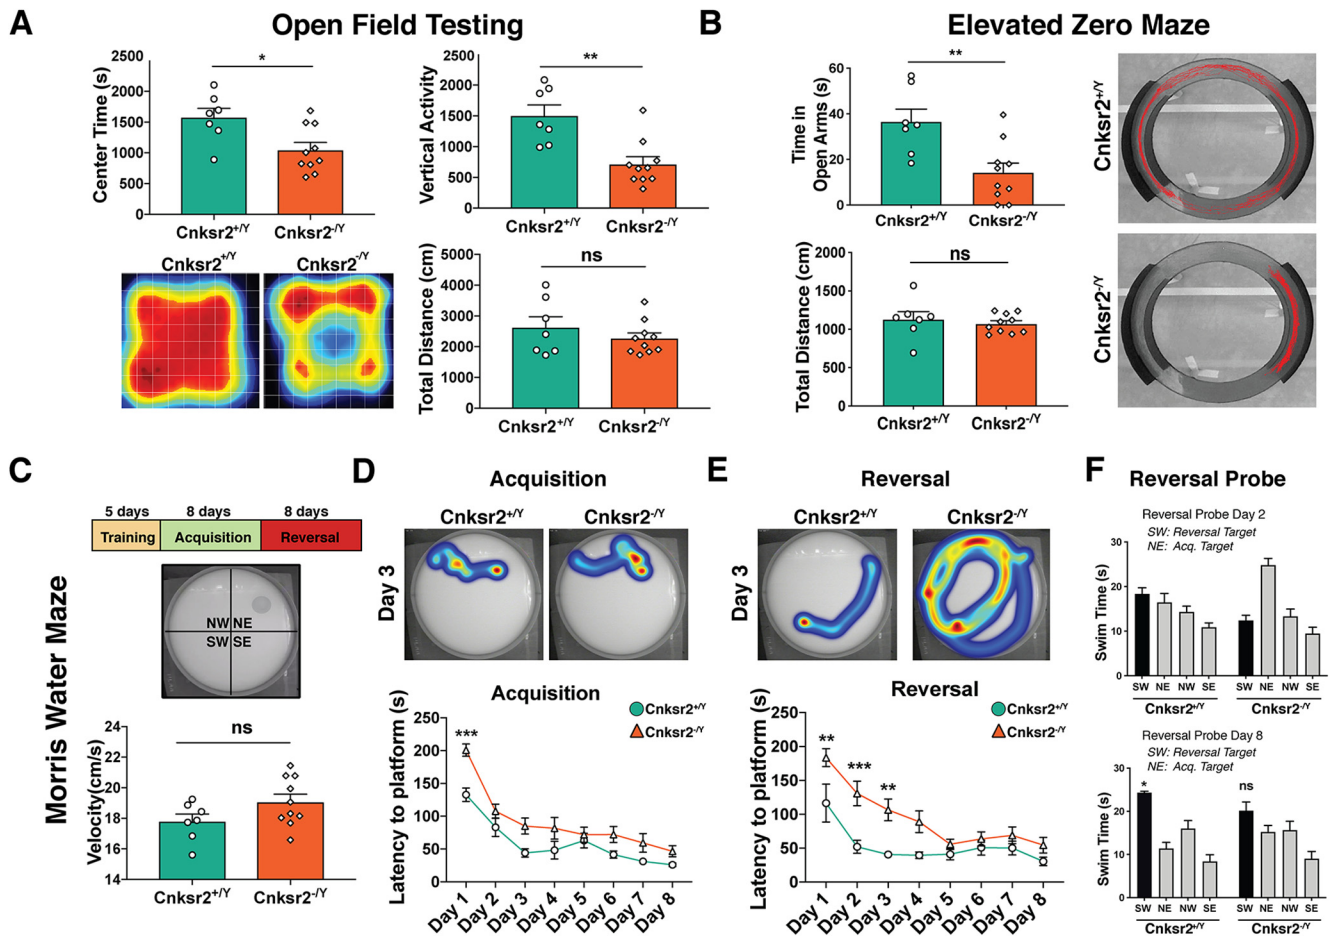 A
Open Field Testing
Center Time (s)
2500
2000
1500
1000
500
0
*
Cnksr2+/Y
Cnksr2-/Y
Vertical Activity
2500
2000
1500
1000
500
0
**
Cnksr2+/Y
Cnksr2-/Y
Cnksr2+/Y
Cnksr2-/Y
Total Distance (cm)
5000
4000
3000
2000
1000
0
ns
Cnksr2+/Y
Cnksr2-/Y
B
Elevated Zero Maze
Time in
Open Arms (s)
60
40
20
0
**
Cnksr2+/Y
Cnksr2-/Y
Cnksr2+/Y
Cnksr2-/Y
Total Distance (cm)
2000
1500
1000
500
0
ns
Cnksr2+/Y
Cnksr2-/Y
C
Morris Water Maze
5 days
8 days
8 days
Training
Acquisition
Reversal
NW NE
SW SE
Velocity(cm/s)
24
22
20
18
16
14
ns
Cnksr2+/Y
Cnksr2-/Y
D
Acquisition
Cnksr2+/Y
Cnksr2-/Y
Day 3
Acquisition
Cnksr2+/Y
Cnksr2-/Y
Latency to platform (s)
250
200
150
100
50
0
***
Day 1
Day 2
Day 3
Day 4
Day 5
Day 6
Day 7
Day 8
E
Reversal
Cnksr2+/Y
Cnksr2-/Y
Day 3
Reversal
Cnksr2+/Y
Cnksr2-/Y
Latency to platform (s)
250
200
150
100
50
0
**
***
**
Day 1
Day 2
Day 3
Day 4
Day 5
Day 6
Day 7
Day 8
F
Reversal Probe
Reversal Probe Day 2
SW: Reversal Target
NE: Acq. Target
Swim Time (s)
30
20
10
0
SW NE NW SE
SW NE NW SE
Cnksr2+/Y
Cnksr2-/Y
Reversal Probe Day 8
SW: Reversal Target
NE: Acq. Target
Swim Time (s)
30
20
10
0
*
ns
SW NE NW SE
SW NE NW SE
Cnksr2+/Y
Cnksr2-/Y